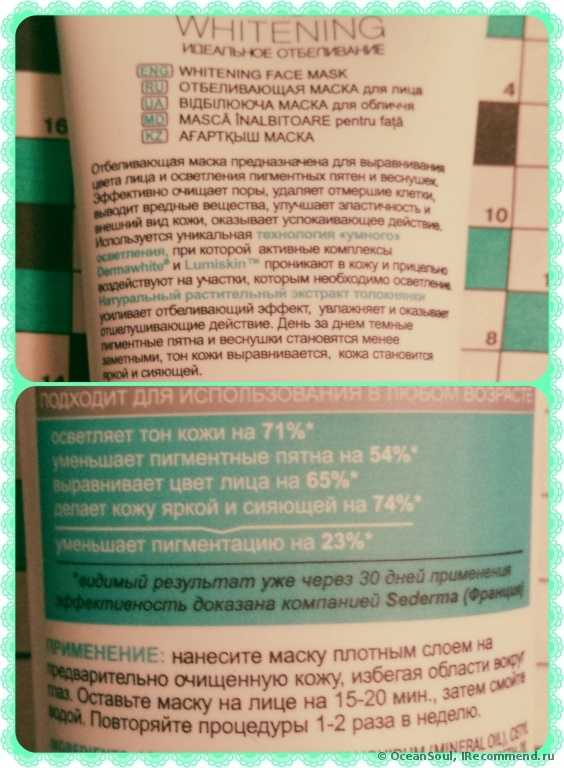 WHITENING
ИДЕАЛЬНОЕ ОТБЕЛИВАНИЕ
ENG WHITENING FACE MASK
RU ОТБЕЛИВАЮЩАЯ МАСКА для лица
UA ВІДБІЛЮЮЧА МАСКА для обличчя
MD MASCĂ ÎNALBITOARE pentru față
KZ АҒАРТҚЫШ МАСКА
16
4
10
8
11
Отбеливающая маска предназначена для выравнивания
цвета лица и осветления пигментных пятен и веснушек.
Эффективно очищает поры, удаляет отмершие клетки,
выводит вредные вещества, улучшает эластичность и
внешний вид кожи, оказывает успокаивающее действие.
Используется уникальная технология «умного»
осветления, при которой активные комплексы
Dermawhite® и Lumiskin™ проникают в кожу и прицельно
воздействуют на участки, которым необходимо осветление.
Натуральный растительный экстракт толокнянки
усиливает отбеливающий эффект, увлажняет и оказывает
отшелушивающие действие. День за днем темные
пигментные пятна и веснушки становятся менее
заметными, тон кожи выравнивается, кожа становится
яркой и сияющей.
ПОДХОДИТ ДЛЯ ИСПОЛЬЗОВАНИЯ В ЛЮБОМ ВОЗРАСТЕ
осветляет тон кожи на 71%*
уменьшает пигментные пятна на 54%*
выравнивает цвет лица на 65%*
делает кожу яркой и сияющей на 74%*
уменьшает пигментацию на 23%*
*видимый результат уже через 30 дней применения
эффективность доказана компанией Sederma (Франция)
ПРИМЕНЕНИЕ: нанесите маску плотным слоем на
предварительно очищенную кожу, избегая области вокруг
глаз. Оставьте маску на лице на 15-20 мин., затем смойте
водой. Повторяйте процедуры 1-2 раза в неделю.
(MINERAL OIL),
© OceanSoul, IRecommend.ru